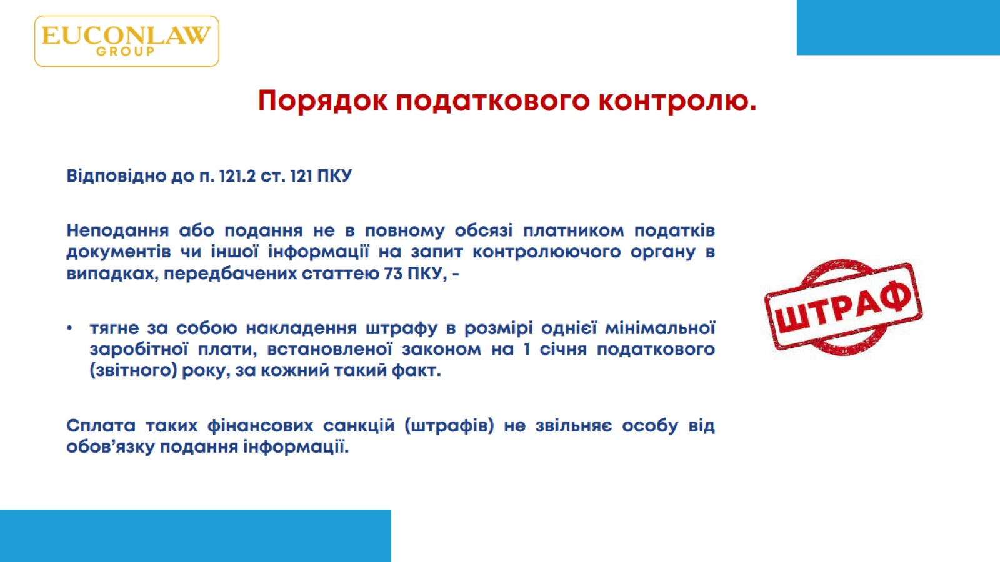 EUCONLAW
GROUP
Порядок податкового контролю.
Відповідно до п. 121.2 ст. 121 ПКУ
Неподання або подання не в повному обсязі платником податків
документів чи іншої інформації на запит контролюючого органу в
випадках, передбачених статтею 73 ПКУ, -
• тягне за собою накладення штрафу в розмірі однієї мінімальної
заробітної плати, встановленої законом на 1 січня податкового
(звітного) року, за кожний такий факт.
ШТРАФ
Сплата таких фінансових санкцій (штрафів) не звільняє особу від
обов’язку подання інформації.